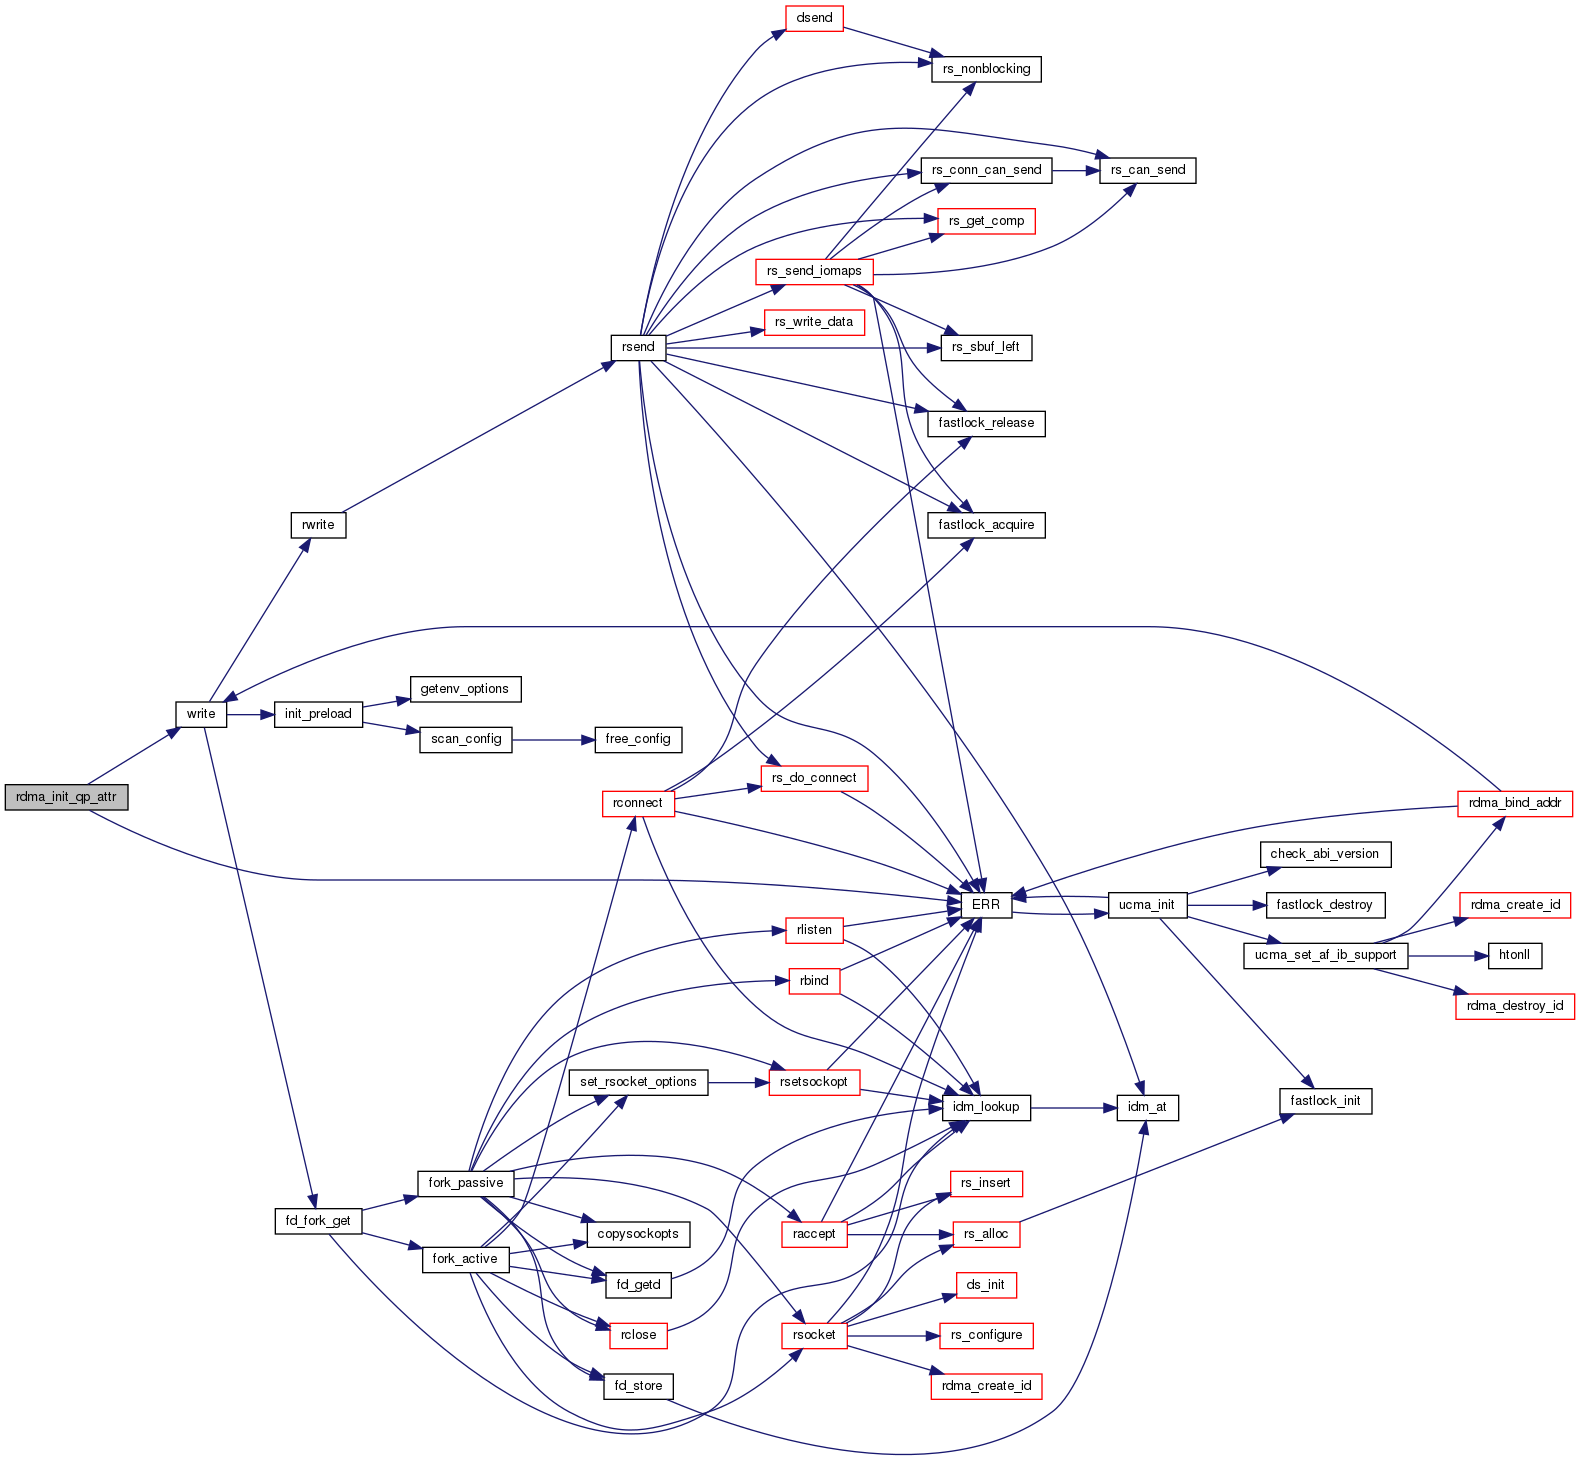 dsend
rs_nonblocking
rs_conn_can_send
rs_can_send
rs_get_comp
rs_send_iomaps
rs_write_data
rsend
rs_sbuf_left
fastlock_release
rwrite
fastlock_acquire
getenv_options
write
init_preload
scan_config
free_config
rdma_init_qp_attr
rconnect
rs_do_connect
rdma_bind_addr
check_abi_version
ERR
ucma_init
fastlock_destroy
rdma_create_id
rlisten
ucma_set_af_ib_support
htonll
rbind
rdma_destroy_id
set_rsocket_options
rsetsockopt
idm_lookup
idm_at
fastlock_init
fork_passive
rs_insert
fd_fork_get
copysockopts
raccept
rs_alloc
fork_active
fd_getd
ds_init
rclose
rsocket
rs_configure
fd_store
rdma_create_id